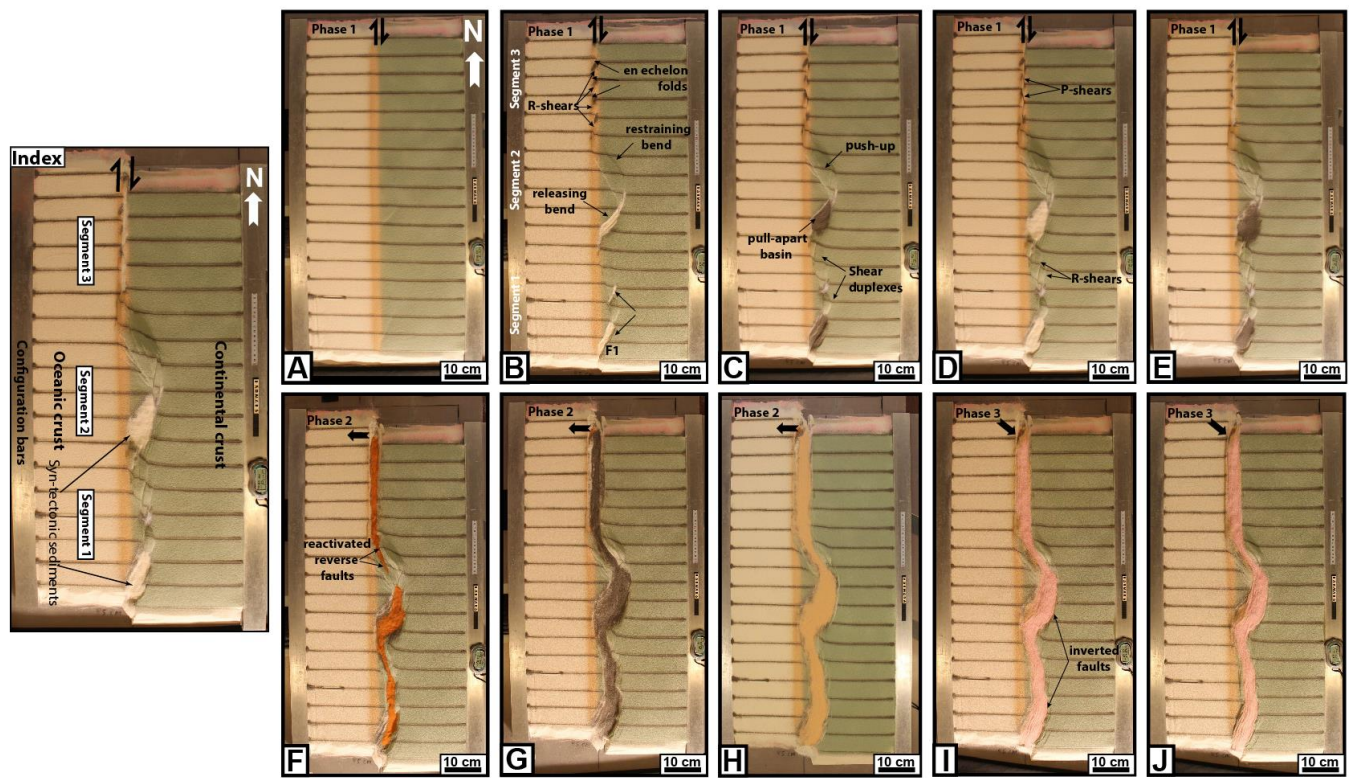 Index
N
Segment 3
Segment 2
Segment 1
Configuration bars
Oceanic crust
Syn-tectonic sediments
Continental crust
Phase 1
N
A
10 cm
Phase 1
Segment 3
Segment 2
Segment 1
en echelon
folds
R-shears
restraining
bend
releasing
bend
F1
B
10 cm
Phase 1
push-up
pull-apart
basin
Shear
duplexes
C
10 cm
Phase 1
P-shears
R-shears
D
10 cm
Phase 1
E
10 cm
Phase 2
reactivated
reverse
faults
F
10 cm
Phase 2
G
10 cm
Phase 2
H
10 cm
Phase 3
inverted
faults
I
10 cm
Phase 3
J
10 cm